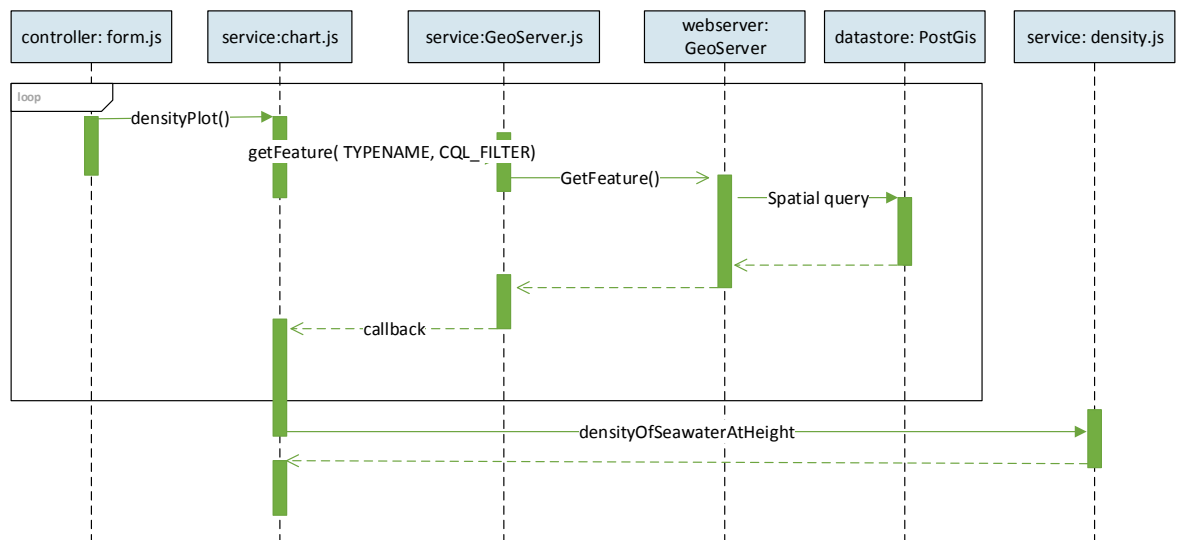 controller: form.js
service:chart.js
service:GeoServer.js
webserver:
GeoServer
datastore: PostGis
service: density.js
loop
densityPlot()
getFeature( TYPENAME, CQL_FILTER)
GetFeature()
Spatial query
callback
densityOfSeawaterAtHeight